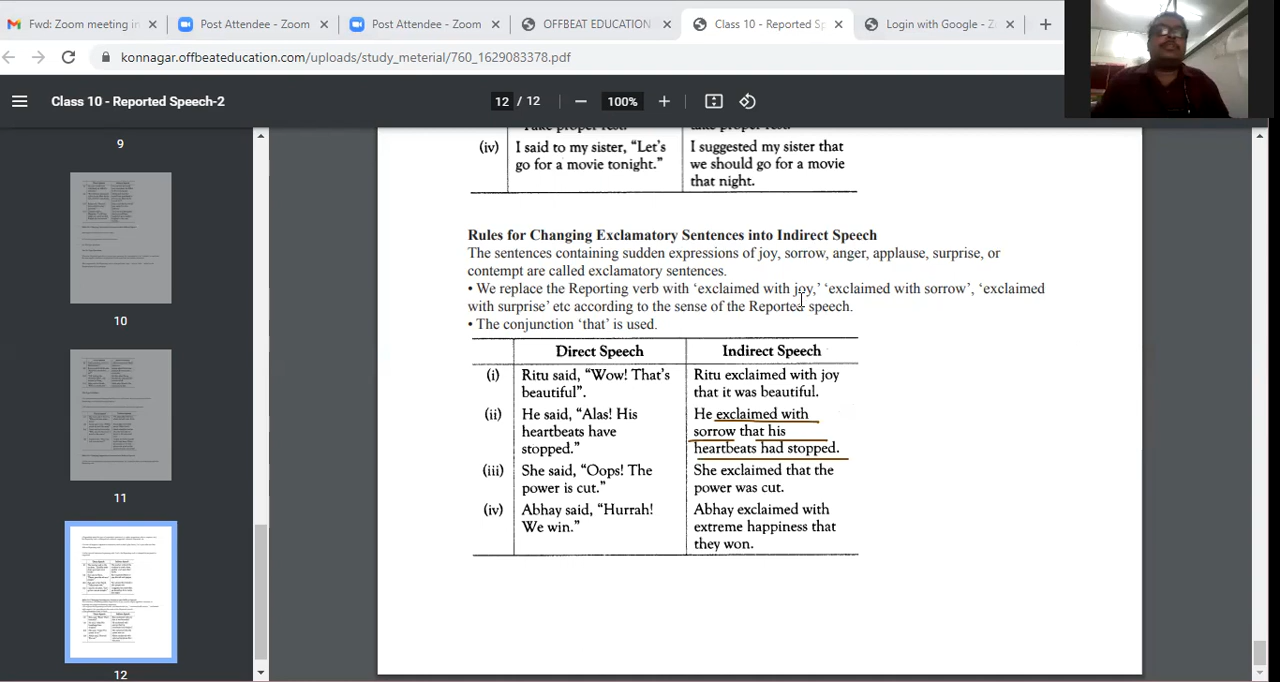 Fwd: Zoom meeting in
Post Attendee - Zoom
Post Attendee - Zoom
OFFBEAT EDUCATION
Class 10 - Reported Sp
Login with Google - Z
konnagar.offbeateducation.com/uploads/study_meterial/760_1629083378.pdf
Class 10 - Reported Speech-2
12 / 12
100%
9
10
11
12
Take proper rest."
take proper rest.
(iv) I said to my sister, “Let's I suggested my sister that
go for a movie tonight.” we should go for a movie
that night.
Rules for Changing Exclamatory Sentences into Indirect Speech
The sentences containing sudden expressions of joy, sorrow, anger, applause, surprise, or
contempt are called exclamatory sentences.
• We replace the Reporting verb with ‘exclaimed with joy,’ ‘exclaimed with sorrow’, ‘exclaimed
with surprise’ etc according to the sense of the Reported speech.
• The conjunction ‘that’ is used.
Direct Speech Indirect Speech
(i) Ritu said, “Wow! That's Ritu exclaimed with joy
beautiful”. that it was beautiful.
(ii) He said, “Alas! His He exclaimed with
heartbeats have sorrow that his
stopped.” heartbeats had stopped.
(iii) She said, “Oops! The She exclaimed that the
power is cut.” power was cut.
(iv) Abhay said, “Hurrah! Abhay exclaimed with
We win.” extreme happiness that
they won.